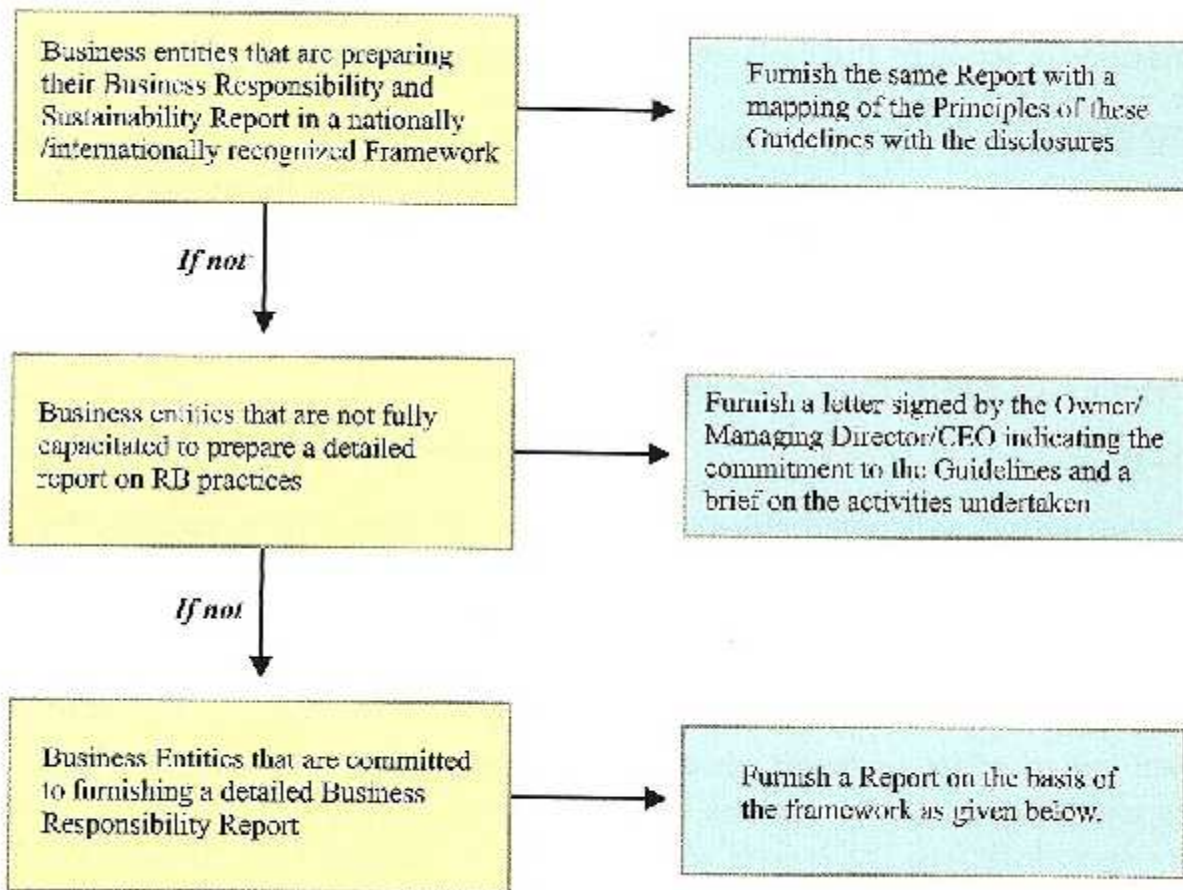 Business entities that are preparing
their Business Responsibility and
Sustainability Report in a nationally
/internationally recognized Framework
Furnish the same Report with a
mapping of the Principles of these
Guidelines with the disclosures
If not
Business entities that are not fully
capacitated to prepare a detailed
report on RB practices
Furnish a letter signed by the Owner/
Managing Director/CEO indicating the
commitment to the Guidelines and a
brief on the activities undertaken
If not
Business Entities that are committed
to furnishing a detailed Business
Responsibility Report
Furnish a Report on the basis of
the framework as given below.